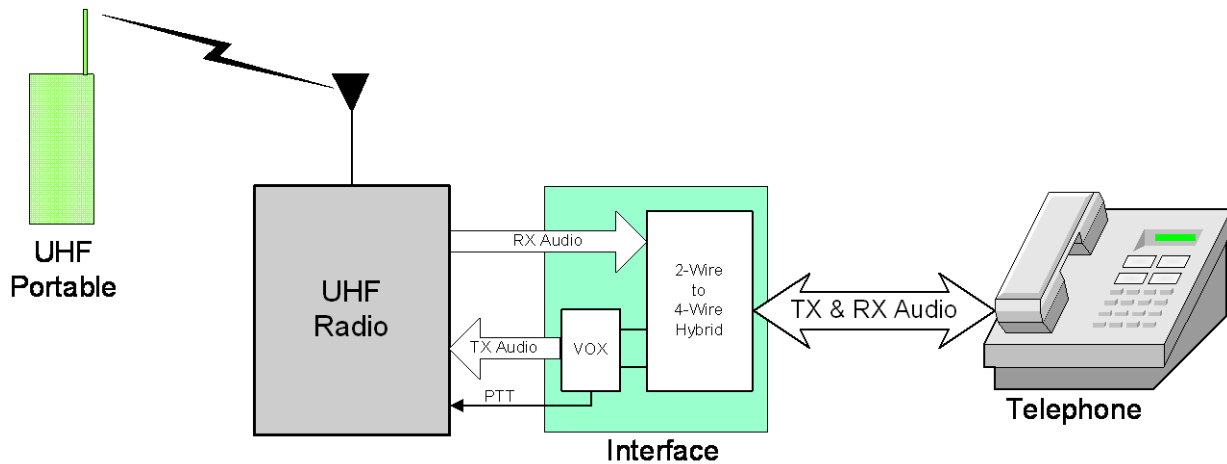 UHF
Portable
UHF
Radio
RX Audio
TX Audio
PTT
VOX
2-Wire
to
4-Wire
Hybrid
Interface
TX & RX Audio
Telephone